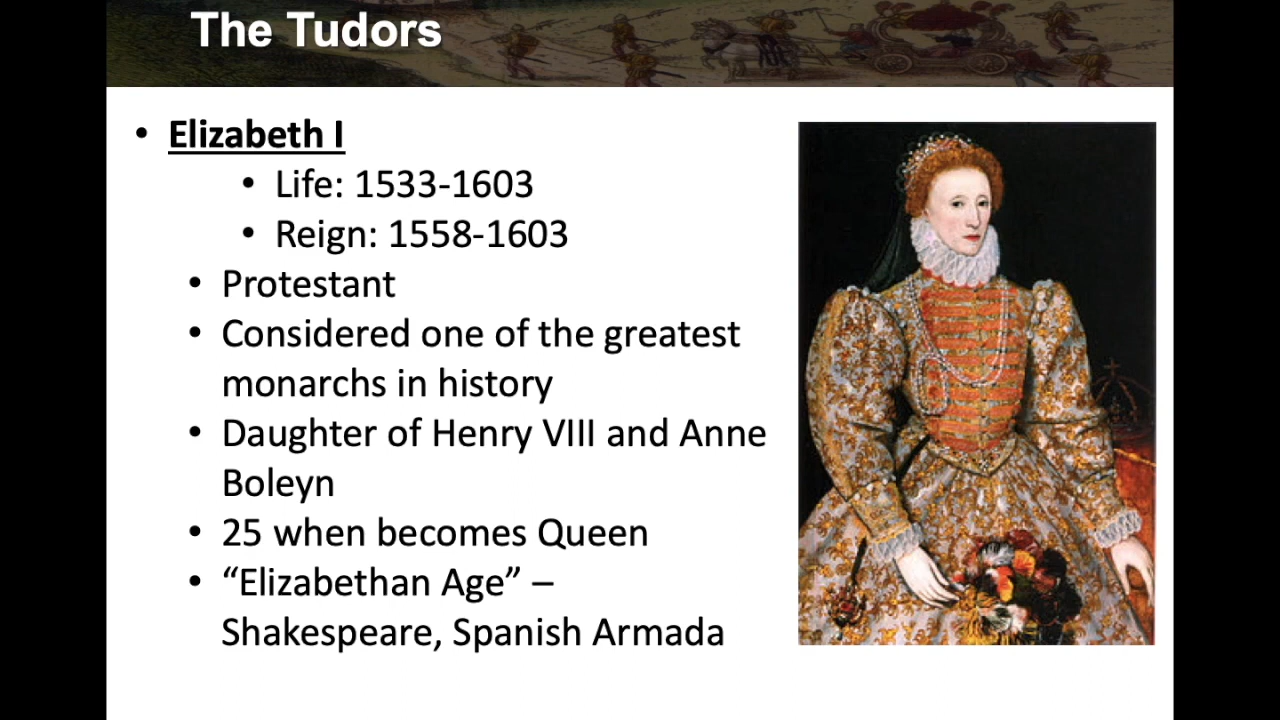 The Tudors
• Elizabeth I
• Life: 1533-1603
• Reign: 1558-1603
• Protestant
• Considered one of the greatest
monarchs in history
• Daughter of Henry VIII and Anne
Boleyn
• 25 when becomes Queen
• “Elizabethan Age” –
Shakespeare, Spanish Armada